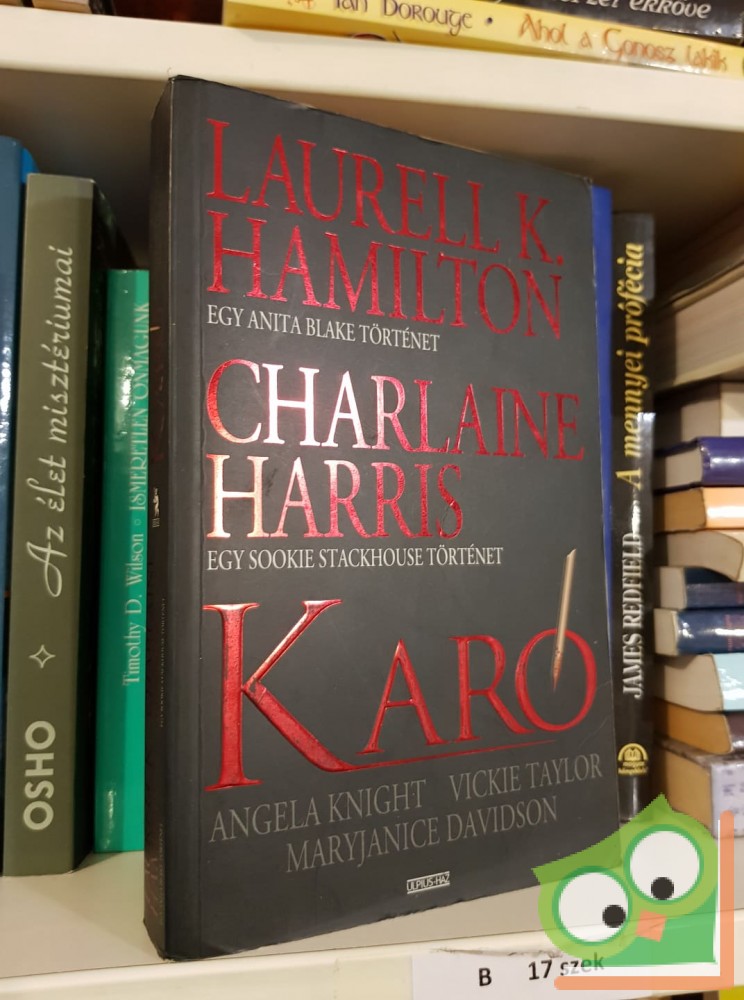 Ian Dorouge • Ahol a Gonosz lakik
LAURELL K.
HAMILTON
EGY ANITA BLAKE TÖRTÉNET
CHARLAINE
HARRIS
EGY SOOKIE STACKHOUSE TÖRTÉNET
KARÓ
ANGELA KNIGHT VICKIE TAYLOR
MARYJANICE DAVIDSON
ULPIUS-HÁZ
OSHO Az élet misztériumai
Timothy D. Wilson • ISMERETLEN ÖNMAGUNK
JAMES REDFIELD A mennyei prófécia
B 17 szek